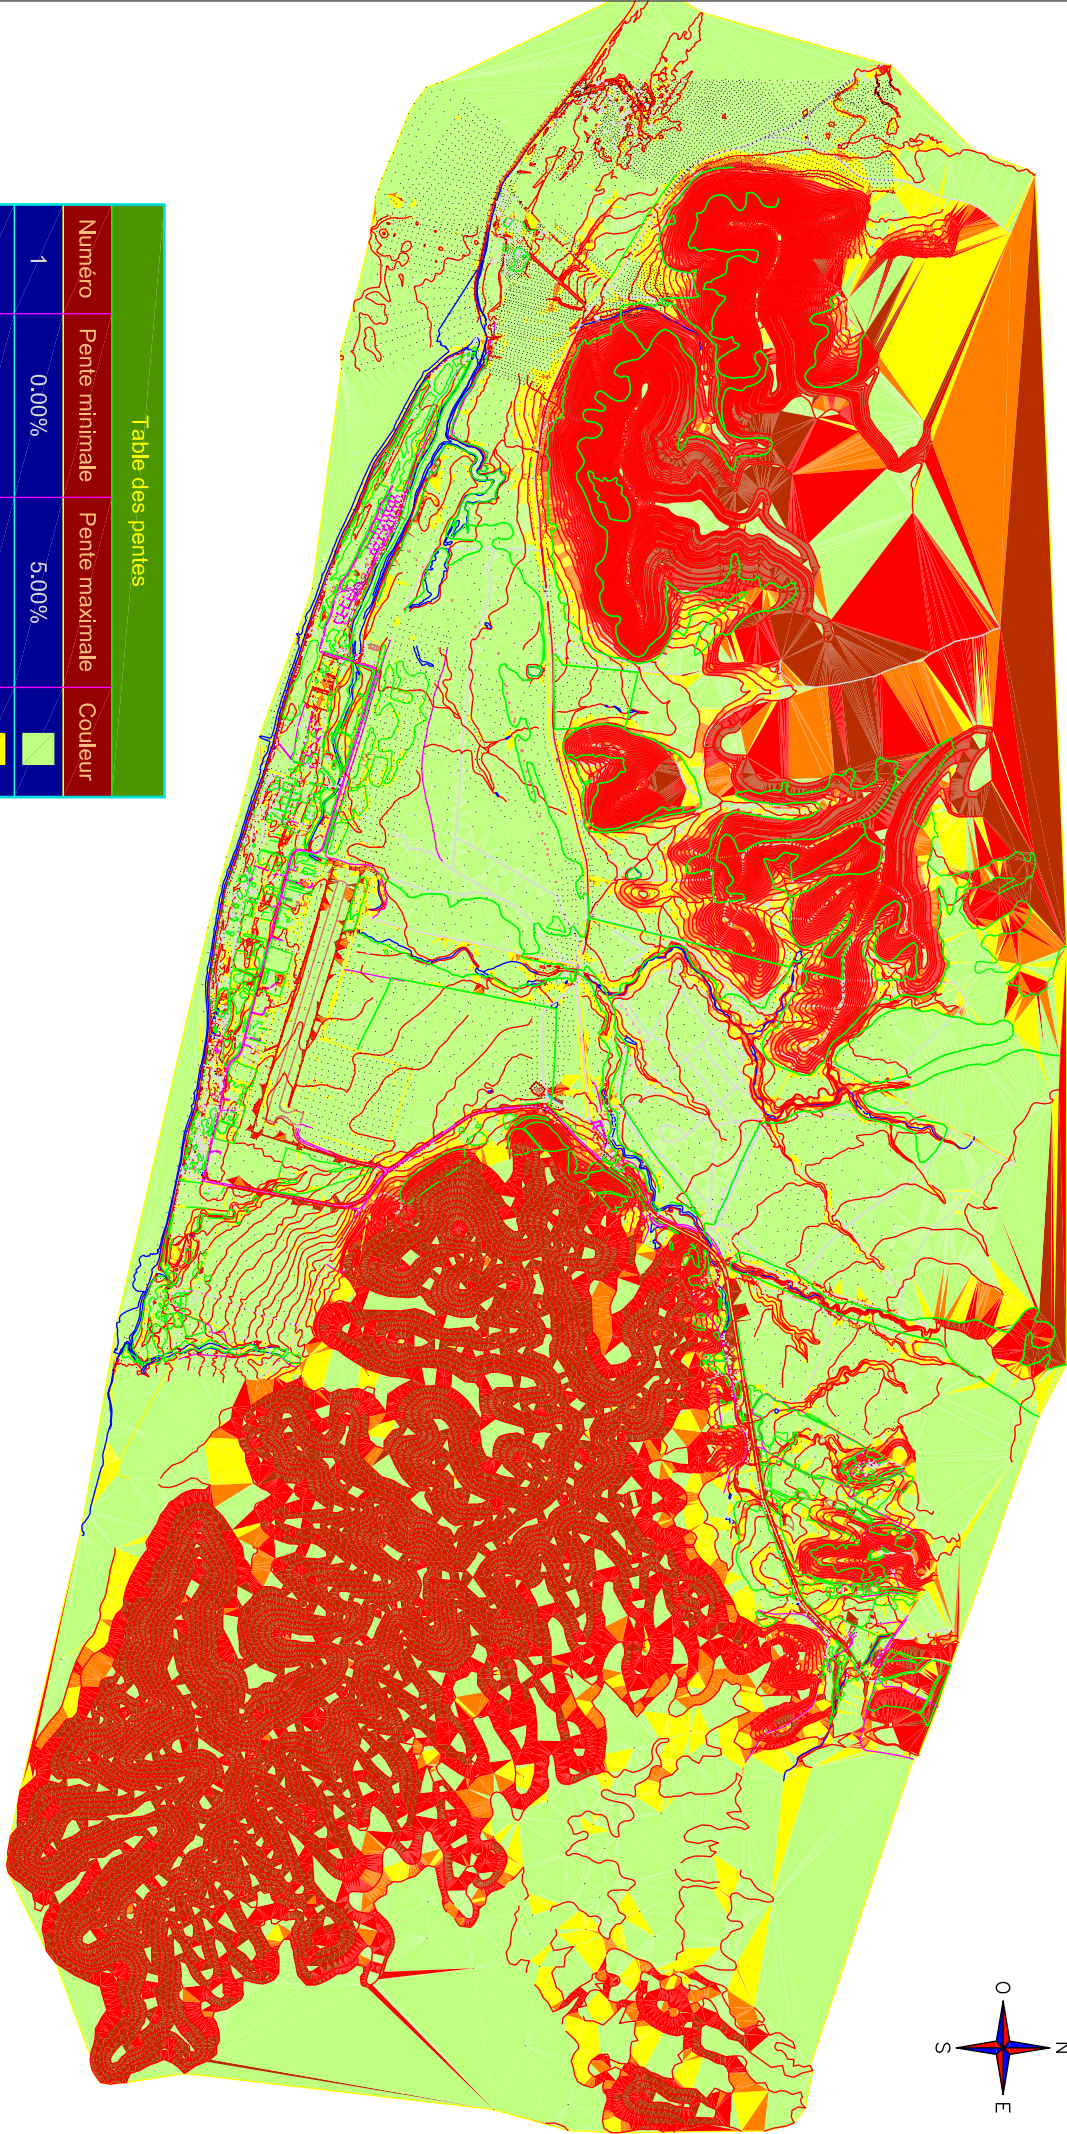 Table des pentes
Numéro Pente minimale Pente maximale Couleur
1 0.00% 5.00%
O
N
S
E